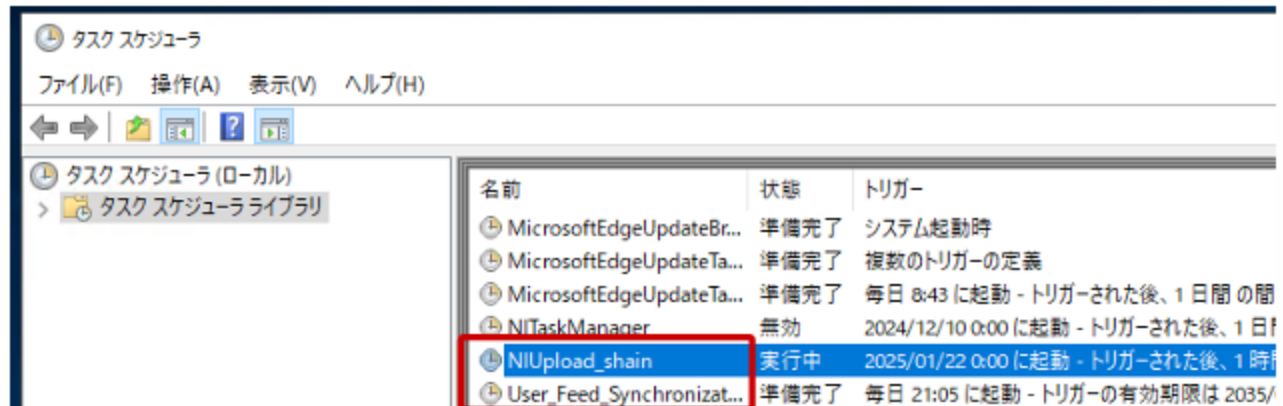 タスク スケジューラ
ファイル(F) 操作(A) 表示(V) ヘルプ(H)
タスク スケジューラ (ローカル)
タスク スケジューラ ライブラリ
名前 状態 トリガー
MicrosoftEdgeUpdateBr... 準備完了 システム起動時
MicrosoftEdgeUpdateTa... 準備完了 複数のトリガーの定義
MicrosoftEdgeUpdateTa... 準備完了 毎日 8:43 に起動 - トリガーされた後、1 日間 の間
NITaskManager 無効 2024/12/10 0:00 に起動 - トリガーされた後、1 日
NIUpload_shain 実行中 2025/01/22 0:00 に起動 - トリガーされた後、1 時
User_Feed_Synchronizat... 準備完了 毎日 21:05 に起動 - トリガーの有効期限は 2035/